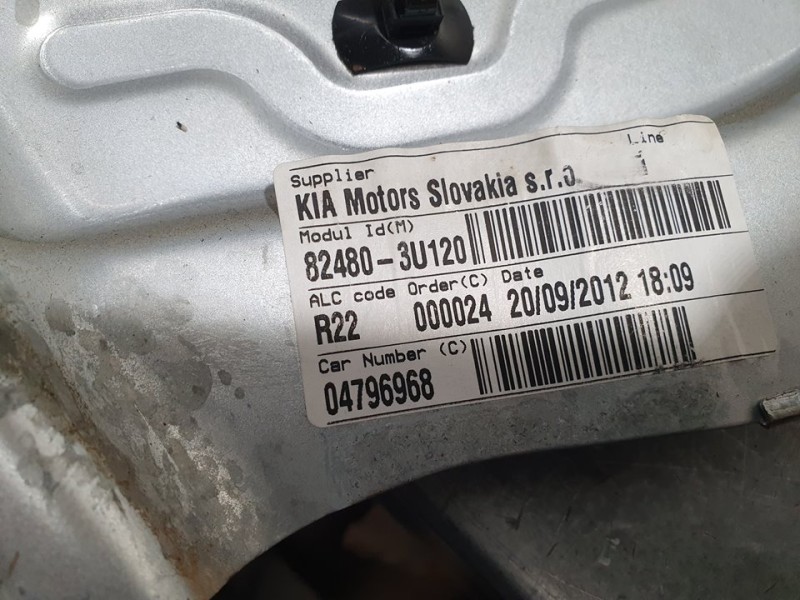 Supplier
Line
KIA Motors Slovakia s.r.o.
1
Modul Id(M)
82480-3U120
ALC code Order(C) Date
R22 000024 20/09/2012 18:09
Car Number (C)
04796968